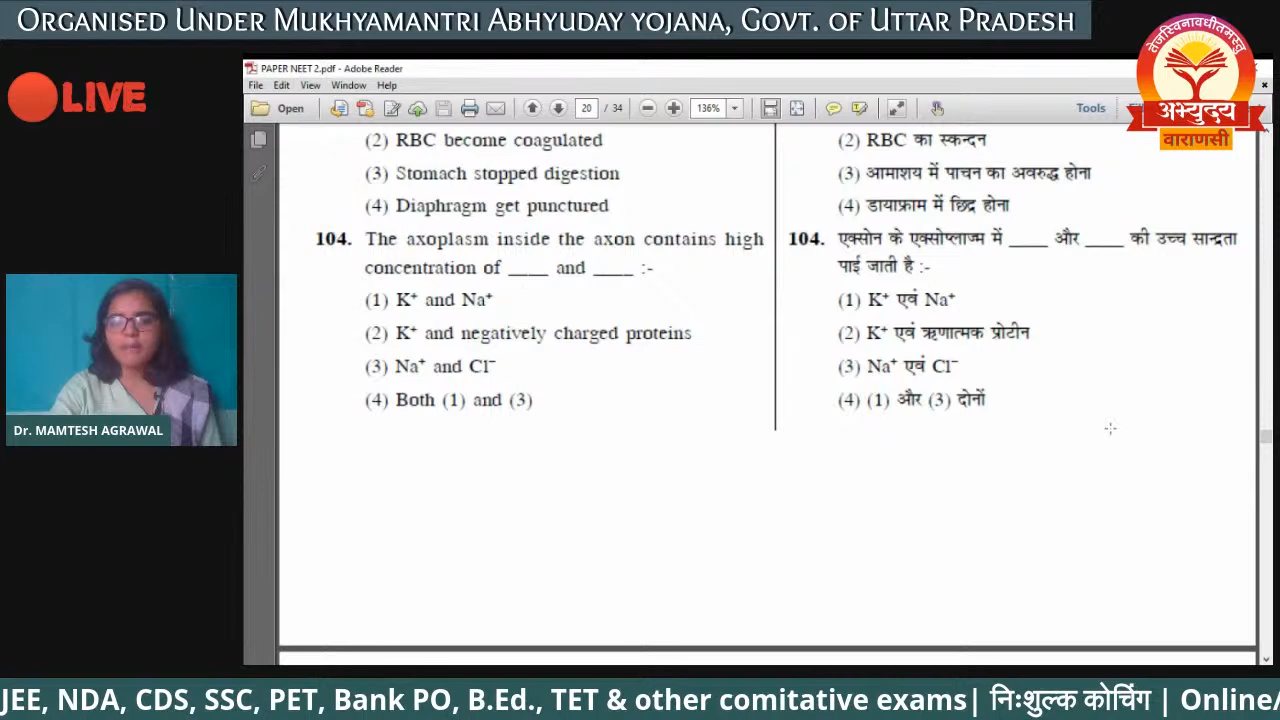 ORGANISED UNDER MUKHYAMANTRI ABHYUDAY YOJANA, GOVT. OF UTTAR PRADESH
तेजस्विनावधीतमस्तु
अभ्युदय
वाराणसी
LIVE
PAPER NEET 2.pdf - Adobe Reader
File Edit View Window Help
Open 20 / 34 136% Tools
(2) RBC become coagulated
(3) Stomach stopped digestion
(4) Diaphragm get punctured
104. The axoplasm inside the axon contains high
concentration of ____ and ____ :-
(1) K⁺ and Na⁺
(2) K⁺ and negatively charged proteins
(3) Na⁺ and Cl⁻
(4) Both (1) and (3)
(2) RBC का स्कन्दन
(3) आमाशय में पाचन का अवरुद्ध होना
(4) डायाफ्राम में छिद्र होना
104. एक्सोन के एक्सोप्लाज्म में ____ और ____ की उच्च सान्द्रता
पाई जाती है :-
(1) K⁺ एवं Na⁺
(2) K⁺ एवं ऋणात्मक प्रोटीन
(3) Na⁺ एवं Cl⁻
(4) (1) और (3) दोनों
Dr. MAMTESH AGRAWAL
JEE, NDA, CDS, SSC, PET, Bank PO, B.Ed., TET & other comitative exams| निःशुल्क कोचिंग | Online/